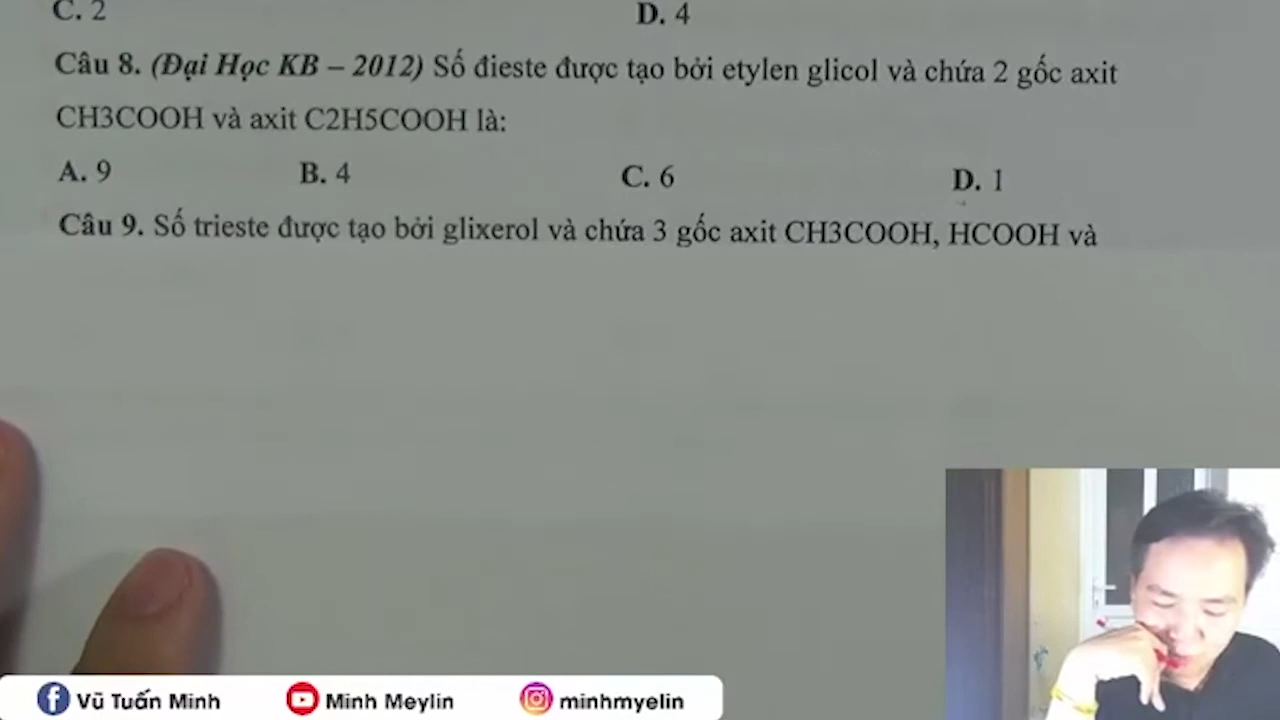 C. 2 D. 4
Câu 8. (Đại Học KB – 2012) Số đieste được tạo bởi etylen glicol và chứa 2 gốc axit
CH3COOH và axit C2H5COOH là:
A. 9 B. 4 C. 6 D. 1
Câu 9. Số trieste được tạo bởi glixerol và chứa 3 gốc axit CH3COOH, HCOOH và
Vũ Tuấn Minh Minh Meylin minhmyelin